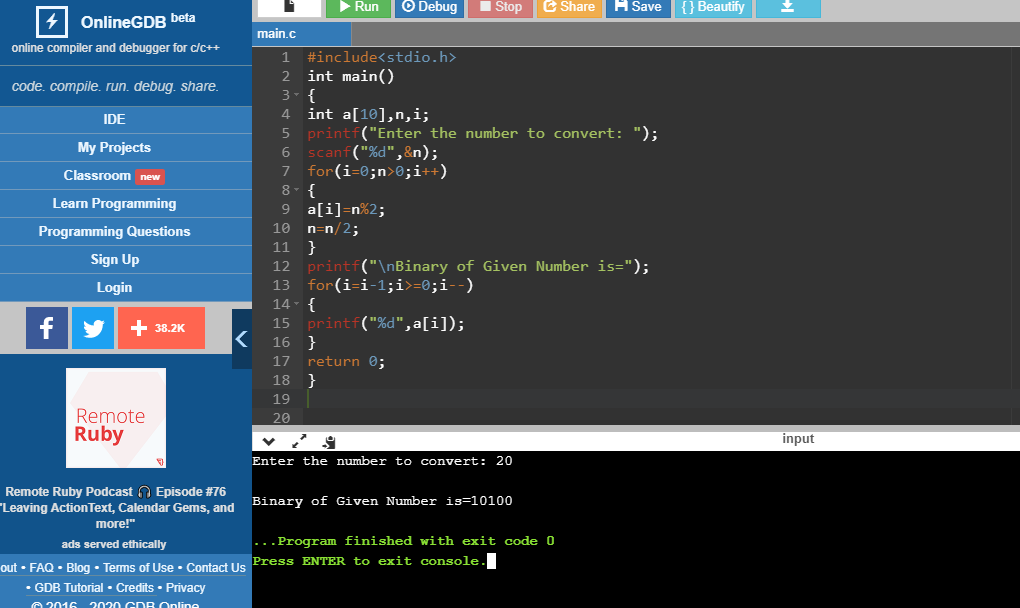 OnlineGDB beta
online compiler and debugger for c/c++
code. compile. run. debug. share.
IDE
My Projects
Classroom new
Learn Programming
Programming Questions
Sign Up
Login
38.2K
Remote
Ruby
Remote Ruby Podcast 🎧 Episode #76
"Leaving ActionText, Calendar Gems, and
more!"
ads served ethically
out • FAQ • Blog • Terms of Use • Contact Us
• GDB Tutorial • Credits • Privacy
© 2016 - 2020 GDB Online
Run Debug Stop Share Save { } Beautify
main.c
1 #include<stdio.h>
2 int main()
3 {
4 int a[10],n,i;
5 printf("Enter the number to convert: ");
6 scanf("%d",&n);
7 for(i=0;n>0;i++)
8 {
9 a[i]=n%2;
10 n=n/2;
11 }
12 printf("\nBinary of Given Number is=");
13 for(i=i-1;i>=0;i--)
14 {
15 printf("%d",a[i]);
16 }
17 return 0;
18 }
19
20
input
Enter the number to convert: 20
Binary of Given Number is=10100
...Program finished with exit code 0
Press ENTER to exit console.